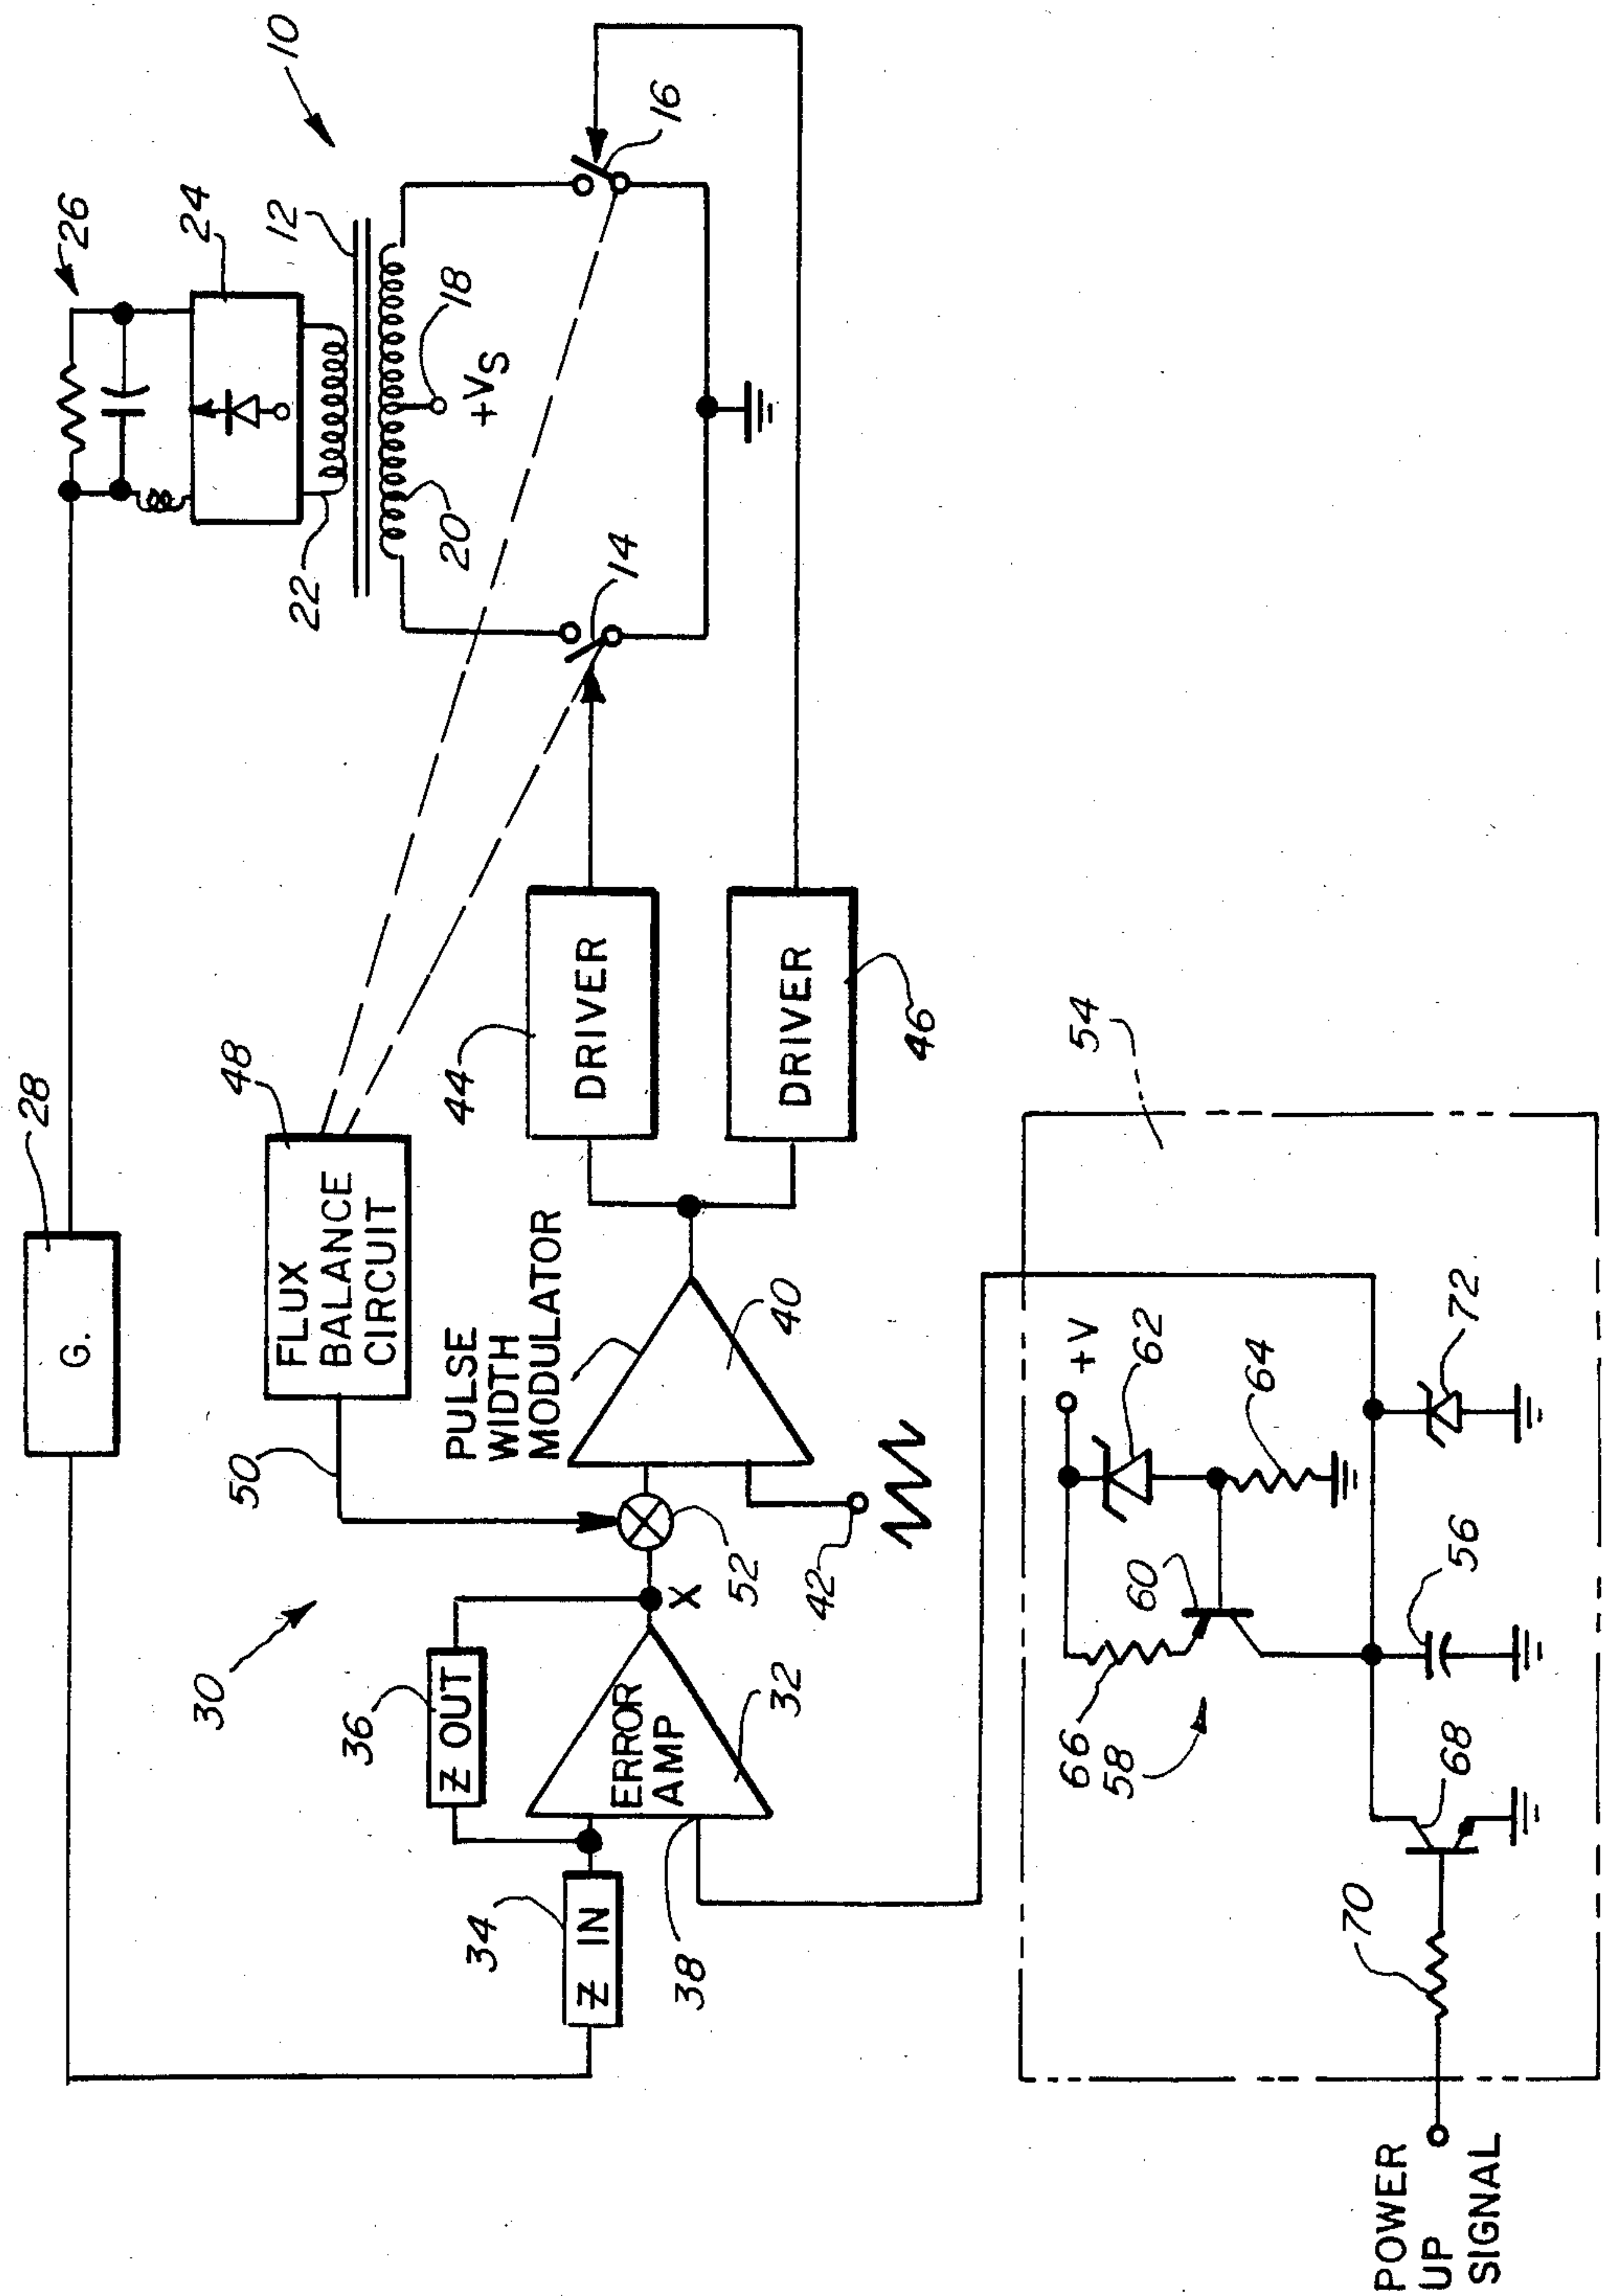 28
G.
26
24
22
12
10
18
+VS
20
14
16
48
FLUX
BALANCE
CIRCUIT
50
44
DRIVER
DRIVER
46
PULSE
WIDTH
MODULATOR
40
42
52
X
30
36
Z OUT
ERROR
AMP
32
34
Z IN
38
54
+V
62
64
60
66
58
56
72
68
70
POWER
UP
SIGNAL